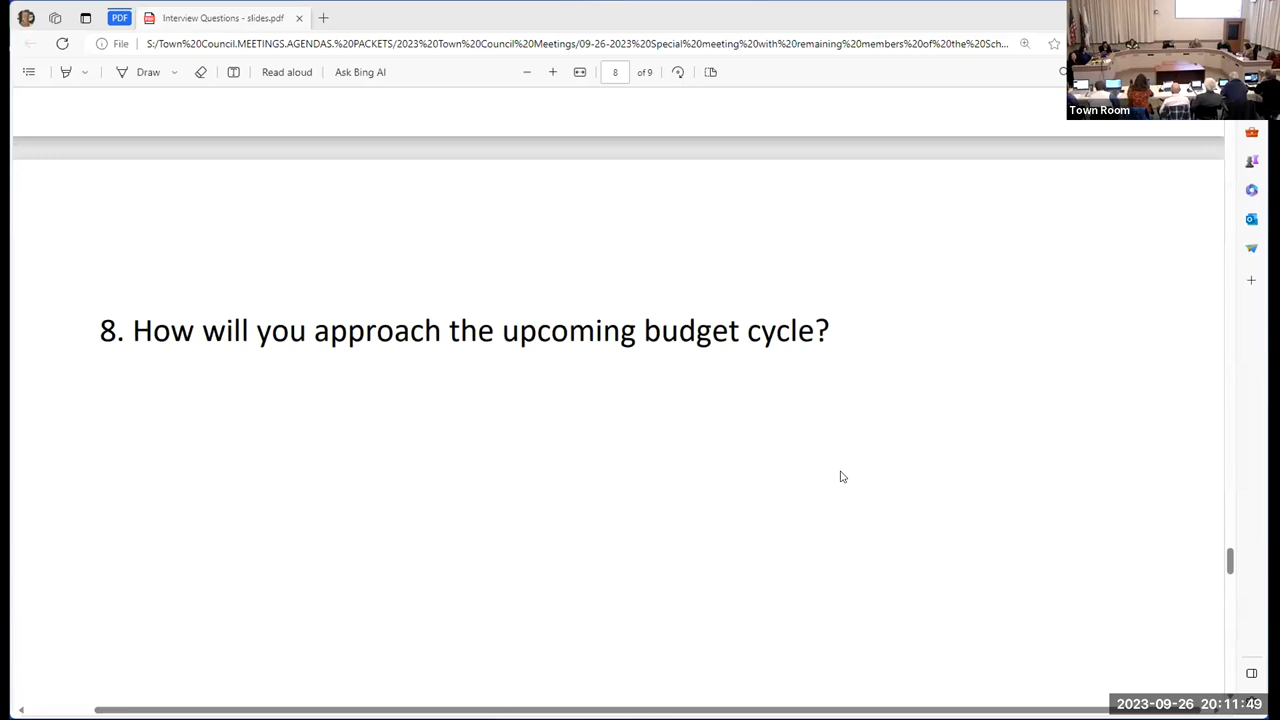 PDF
Interview Questions - slides.pdf
File
S:/Town%20Council.MEETINGS.AGENDAS.%20PACKETS/2023%20Town%20Council%20Meetings/09-26-2023%20Special%20meeting%20with%20remaining%20members%20of%20the%20Sch...
Draw
Read aloud
Ask Bing AI
8
of 9
Town Room
8. How will you approach the upcoming budget cycle?
2023-09-26 20:11:49